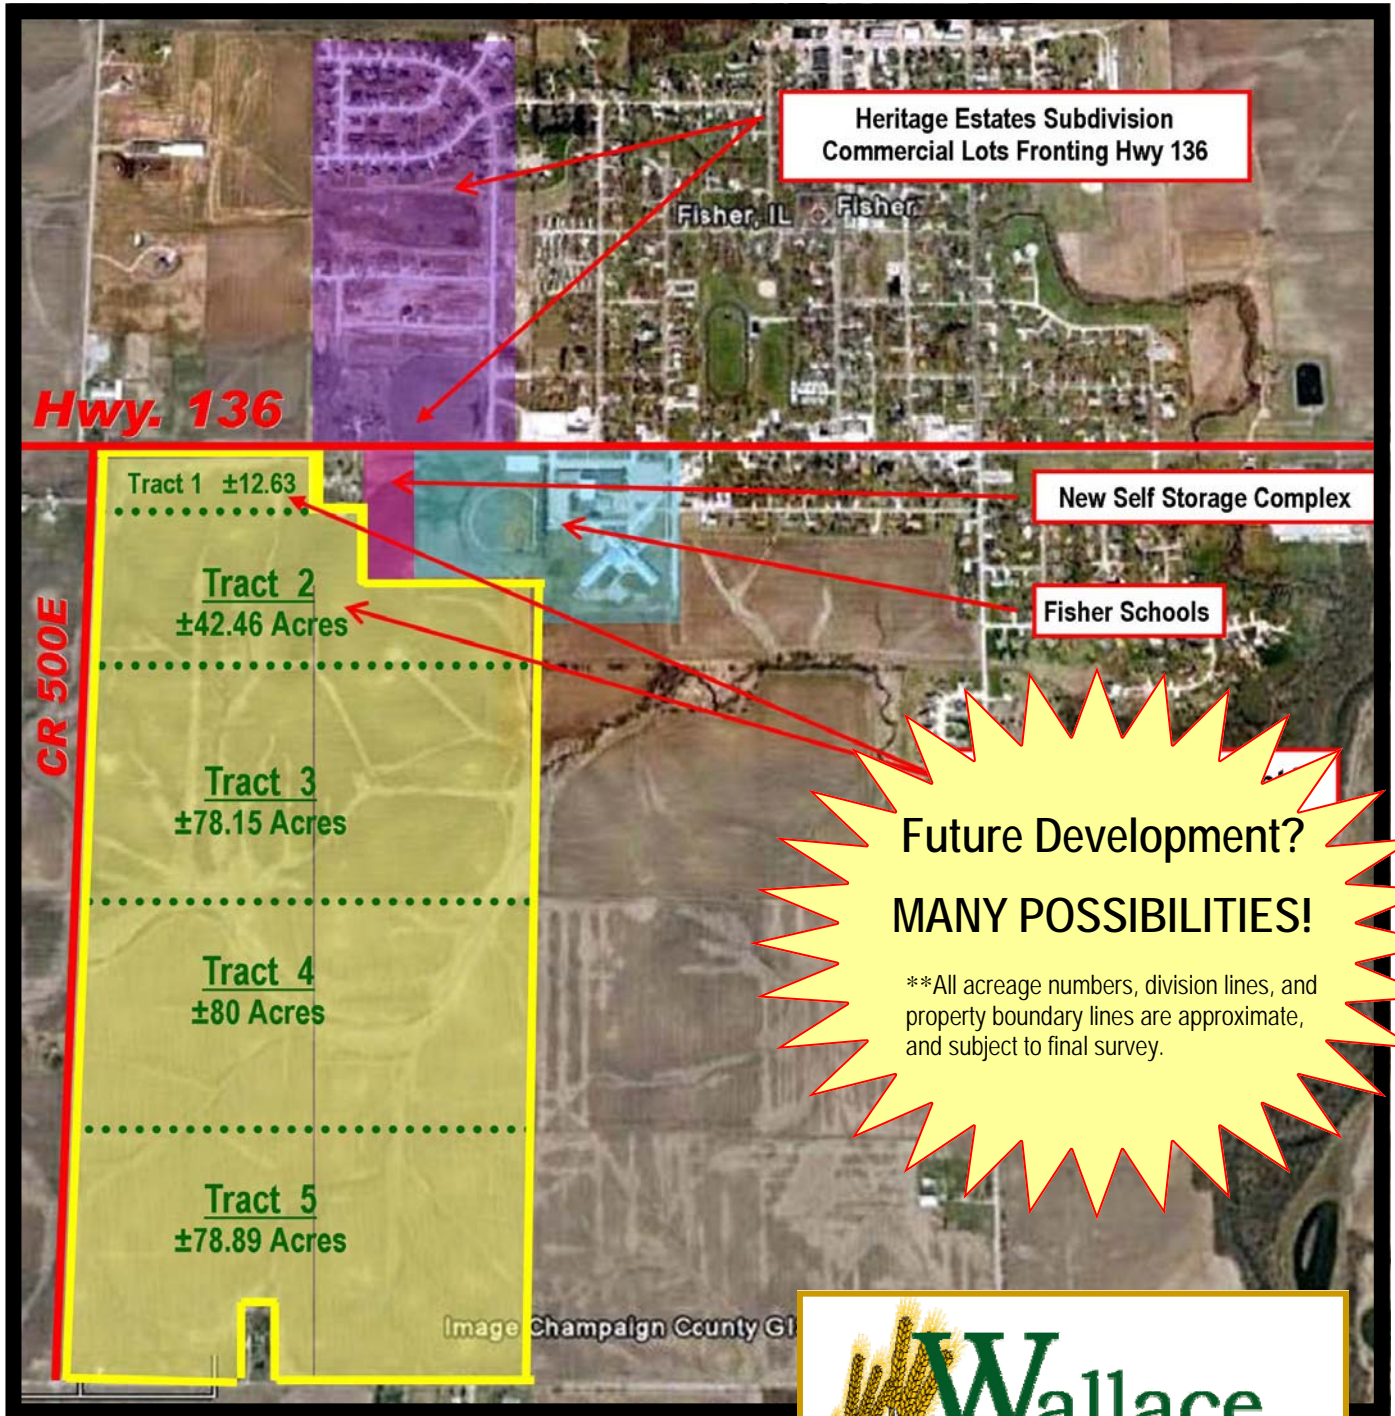 Heritage Estates Subdivision
Commercial Lots Fronting Hwy 136
Fisher, IL Fisher
Hwy. 136
Tract 1 ±12.63
New Self Storage Complex
Tract 2
±42.46 Acres
Fisher Schools
CR 500E
Tract 3
±78.15 Acres
Future Development?
MANY POSSIBILITIES!
**All acreage numbers, division lines, and
property boundary lines are approximate,
and subject to final survey.
Tract 4
±80 Acres
Tract 5
±78.89 Acres
Image Champaign County GI
Wallace